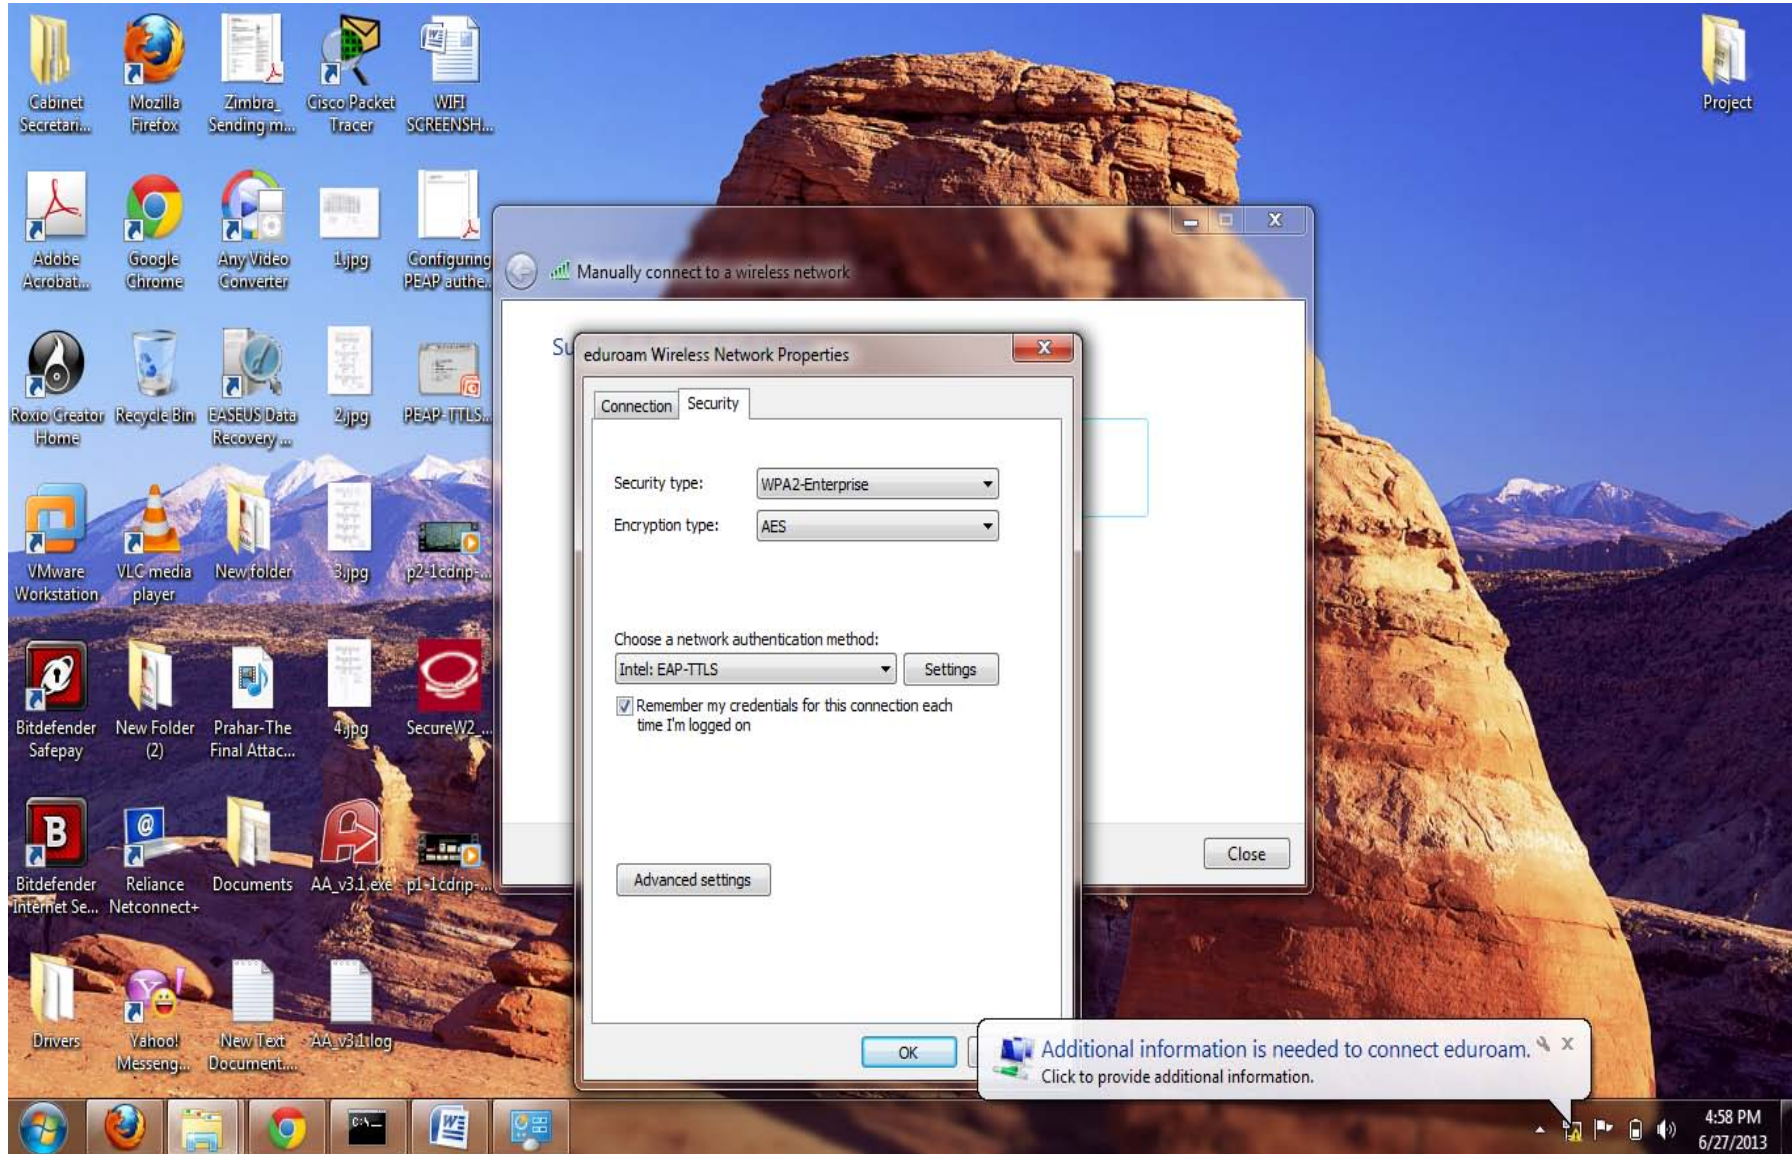 Cabinet
Secretari...
Mozilla
Firefox
Zimbra_
Sending m...
Cisco Packet
Tracer
WIFI
SCREENSH...
Project
Adobe
Acrobat...
Google
Chrome
Any Video
Converter
1.jpg
Configuring
PEAP authe...
Roxio Creator
Home
Recycle Bin
EASEUS Data
Recovery ...
2.jpg
PEAP-TTLS...
VMware
Workstation
VLC media
player
New folder
3.jpg
p2-1cdrip-...
Bitdefender
Safepay
New Folder
(2)
Prahar-The
Final Attac...
4.jpg
SecureW2_...
Bitdefender
Internet Se...
Reliance
Netconnect+
Documents
AA_v3.1.exe
p1-1cdrip-...
Drivers
Yahoo!
Messeng...
New Text
Document....
AA_v3.1.log
Manually connect to a wireless network
Su
eduroam Wireless Network Properties
Connection
Security
Security type:
WPA2-Enterprise
Encryption type:
AES
Choose a network authentication method:
Intel: EAP-TTLS
Settings
Remember my credentials for this connection each
time I'm logged on
Advanced settings
OK
Close
Additional information is needed to connect eduroam.
Click to provide additional information.
4:58 PM
6/27/2013